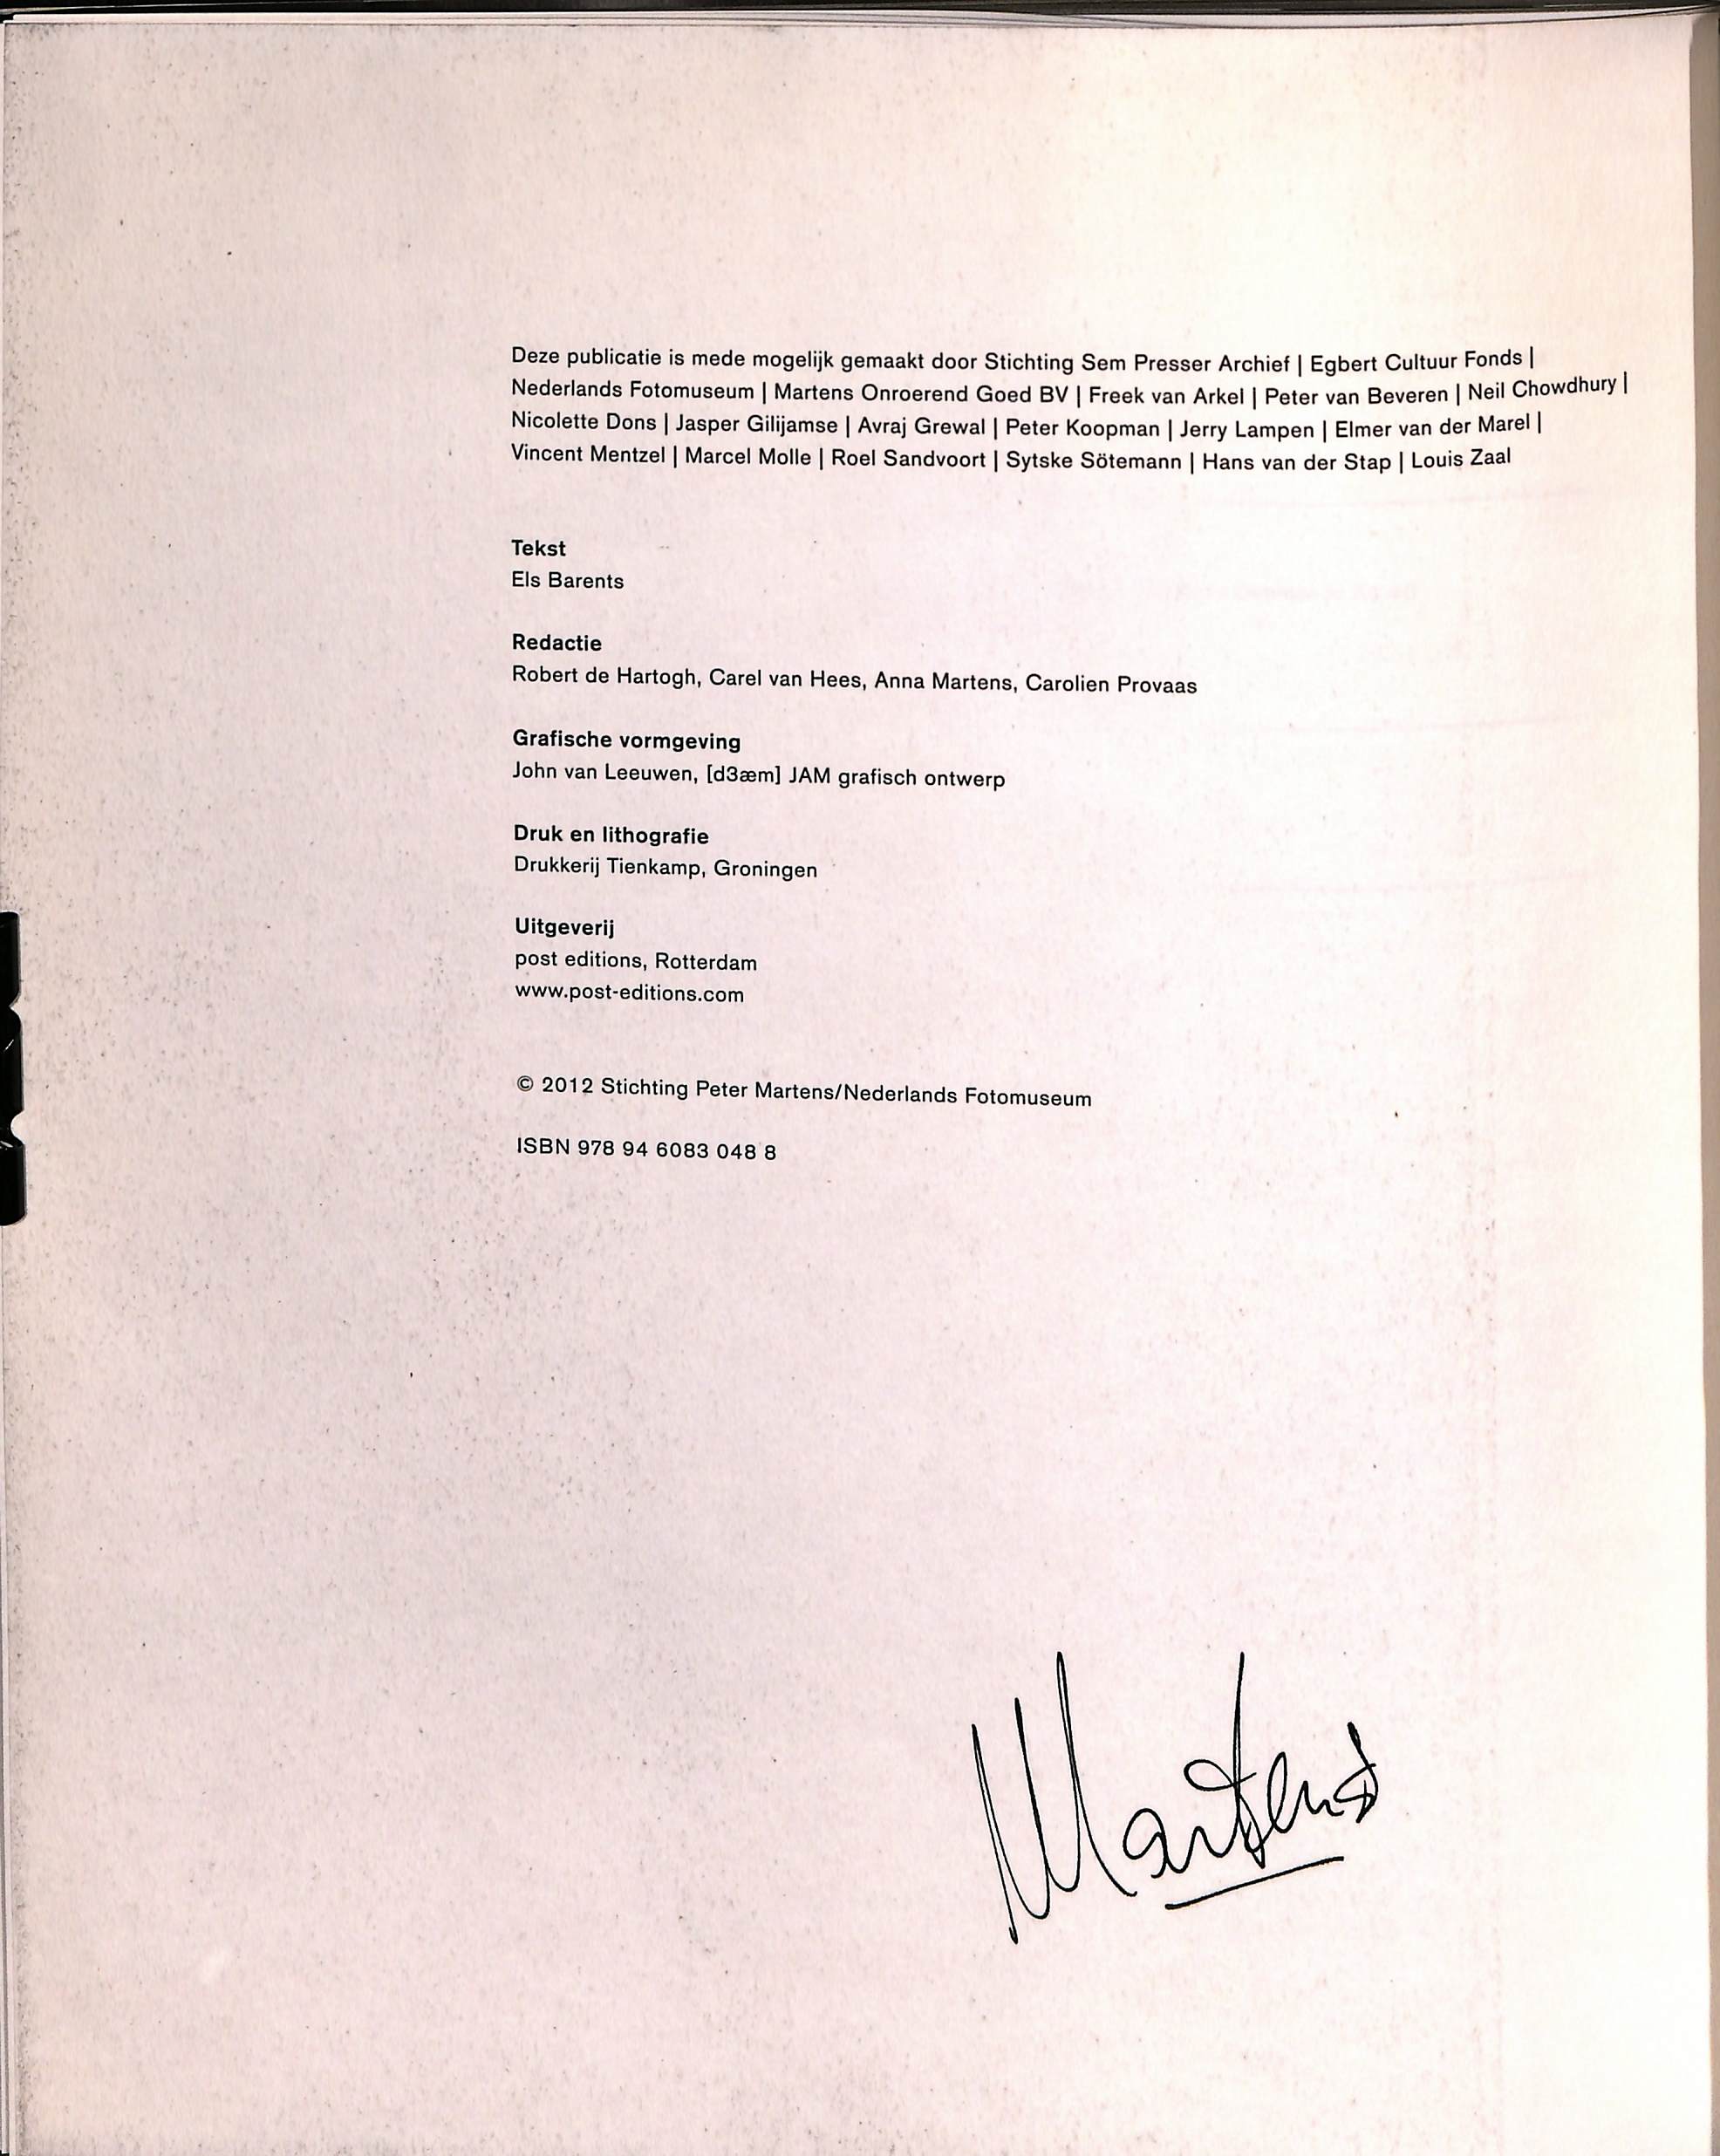 Deze publicatie is mede mogelijk gemaakt door Stichting Sem Presser Archief | Egbert Cultuur Fonds |
Nederlands Fotomuseum | Martens Onroerend Goed BV | Freek van Arkel | Peter van Beveren | Neil Chowdhury |
Nicolette Dons | Jasper Gilijamse | Avraj Grewal | Peter Koopman | Jerry Lampen | Elmer van der Marel |
Vincent Mentzel | Marcel Molle | Roel Sandvoort | Sytske Sötemann | Hans van der Stap | Louis Zaal
Tekst
Els Barents
Redactie
Robert de Hartogh, Carel van Hees, Anna Martens, Carolien Provaas
Grafische vormgeving
John van Leeuwen, [d3æm] JAM grafisch ontwerp
Druk en lithografie
Drukkerij Tienkamp, Groningen
Uitgeverij
post editions, Rotterdam
www.post-editions.com
© 2012 Stichting Peter Martens/Nederlands Fotomuseum
ISBN 978 94 6083 048 8
Martens